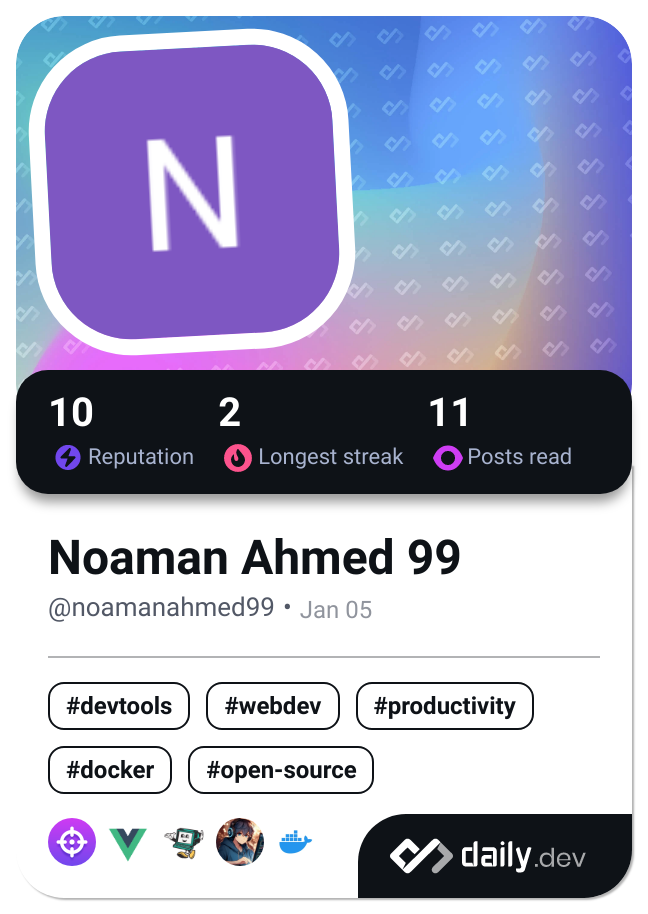 N
10 2 11
Reputation Longest streak Posts read
Noaman Ahmed 99
@noamanahmed99 • Jan 05
#devtools #webdev #productivity
#docker #open-source
daily.dev